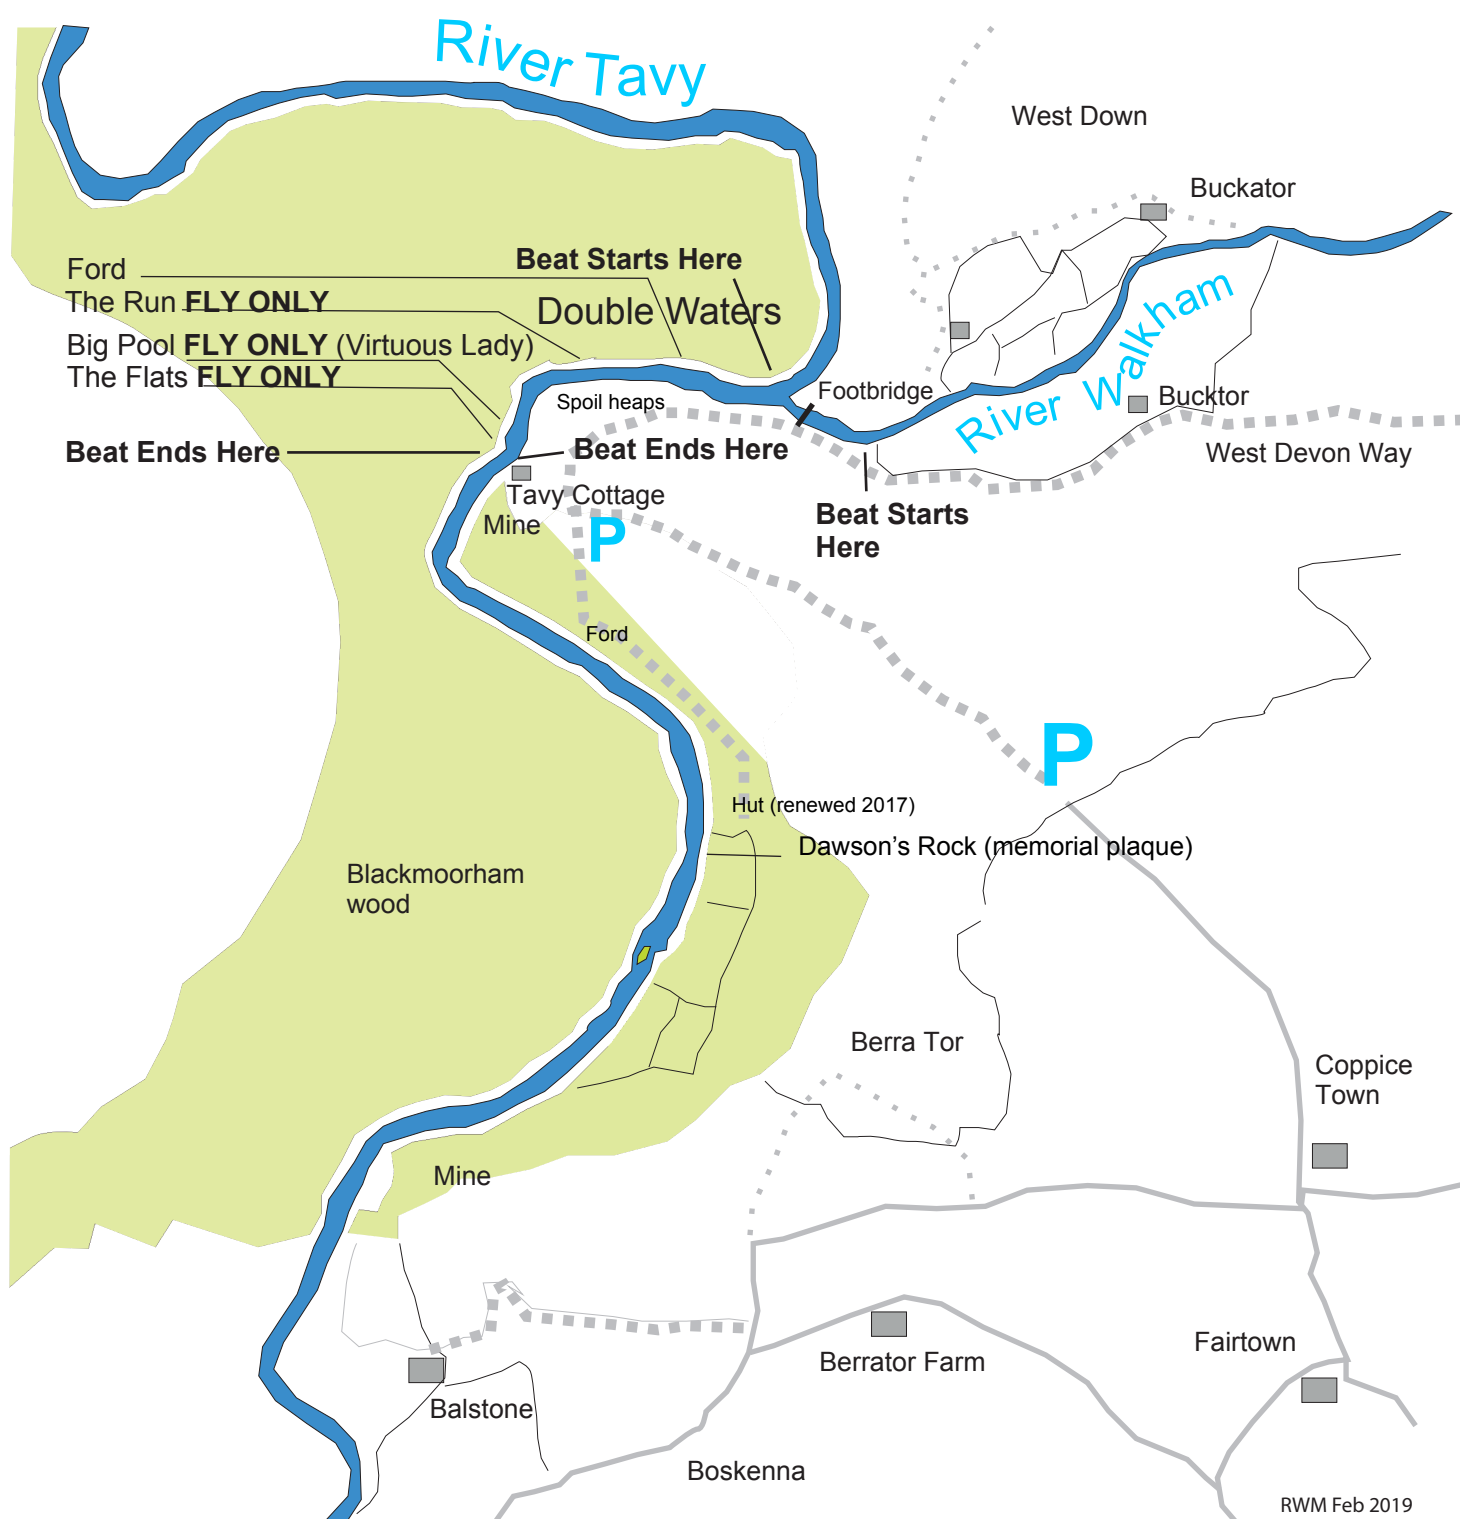 River Tavy
West Down
Buckator
Beat Starts Here
Ford
The Run FLY ONLY
Double Waters
River Walkham
Big Pool FLY ONLY (Virtuous Lady)
The Flats FLY ONLY
Footbridge
Bucktor
Spoil heaps
Beat Ends Here
Beat Ends Here
West Devon Way
Tavy Cottage
Mine
P
Beat Starts
Here
Ford
P
Hut (renewed 2017)
Dawson's Rock (memorial plaque)
Blackmoorham
wood
Berra Tor
Coppice
Town
Mine
Fairtown
Berrator Farm
Balstone
Boskenna
RWM Feb 2019